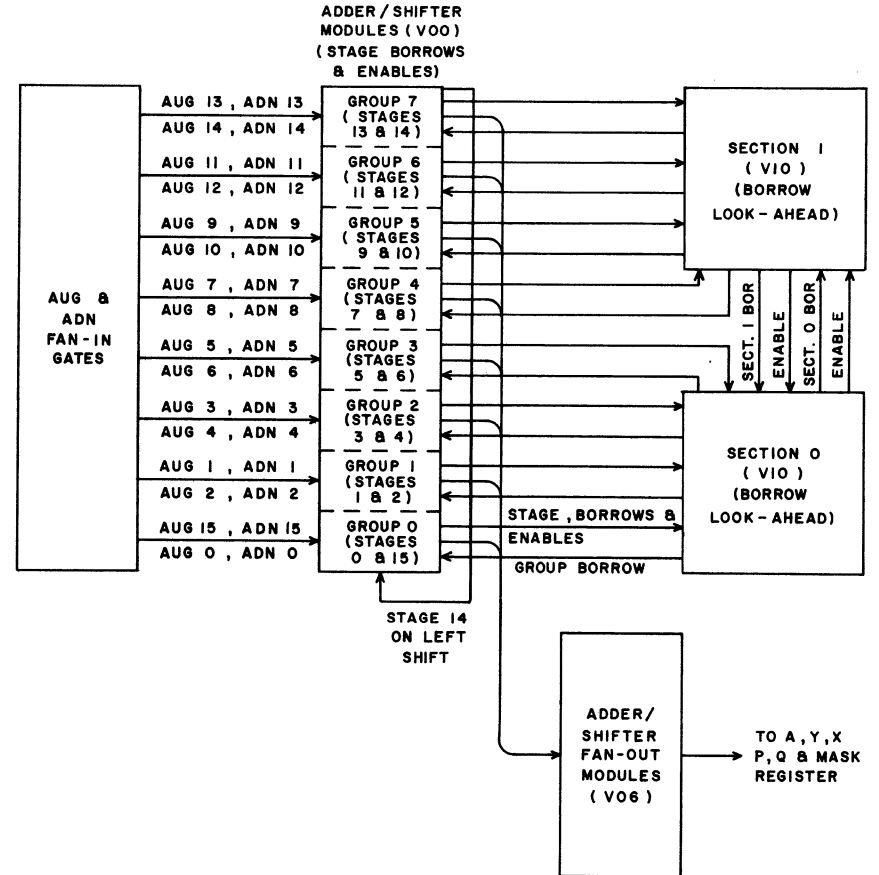 ADDER/SHIFTER
MODULES (V00)
(STAGE BORROWS
& ENABLES)
AUG &
ADN
FAN-IN
GATES
AUG 13, ADN 13
AUG 14, ADN 14
AUG 11, ADN 11
AUG 12, ADN 12
AUG 9, ADN 9
AUG 10, ADN 10
AUG 7, ADN 7
AUG 8, ADN 8
AUG 5, ADN 5
AUG 6, ADN 6
AUG 3, ADN 3
AUG 4, ADN 4
AUG 1, ADN 1
AUG 2, ADN 2
AUG 15, ADN 15
AUG 0, ADN 0
GROUP 7
(STAGES
13 & 14)
GROUP 6
(STAGES
11 & 12)
GROUP 5
(STAGES
9 & 10)
GROUP 4
(STAGES
7 & 8)
GROUP 3
(STAGES
5 & 6)
GROUP 2
(STAGES
3 & 4)
GROUP 1
(STAGES
1 & 2)
GROUP 0
(STAGES
0 & 15)
SECTION 1
(V10)
(BORROW
LOOK-AHEAD)
SECT. 1 BOR
ENABLE
SECT. 0 BOR
ENABLE
SECTION 0
(V10)
(BORROW
LOOK-AHEAD)
STAGE, BORROWS &
ENABLES
GROUP BORROW
STAGE 14
ON LEFT
SHIFT
ADDER/
SHIFTER
FAN-OUT
MODULES
(V06)
TO A,Y,X
P,Q & MASK
REGISTER